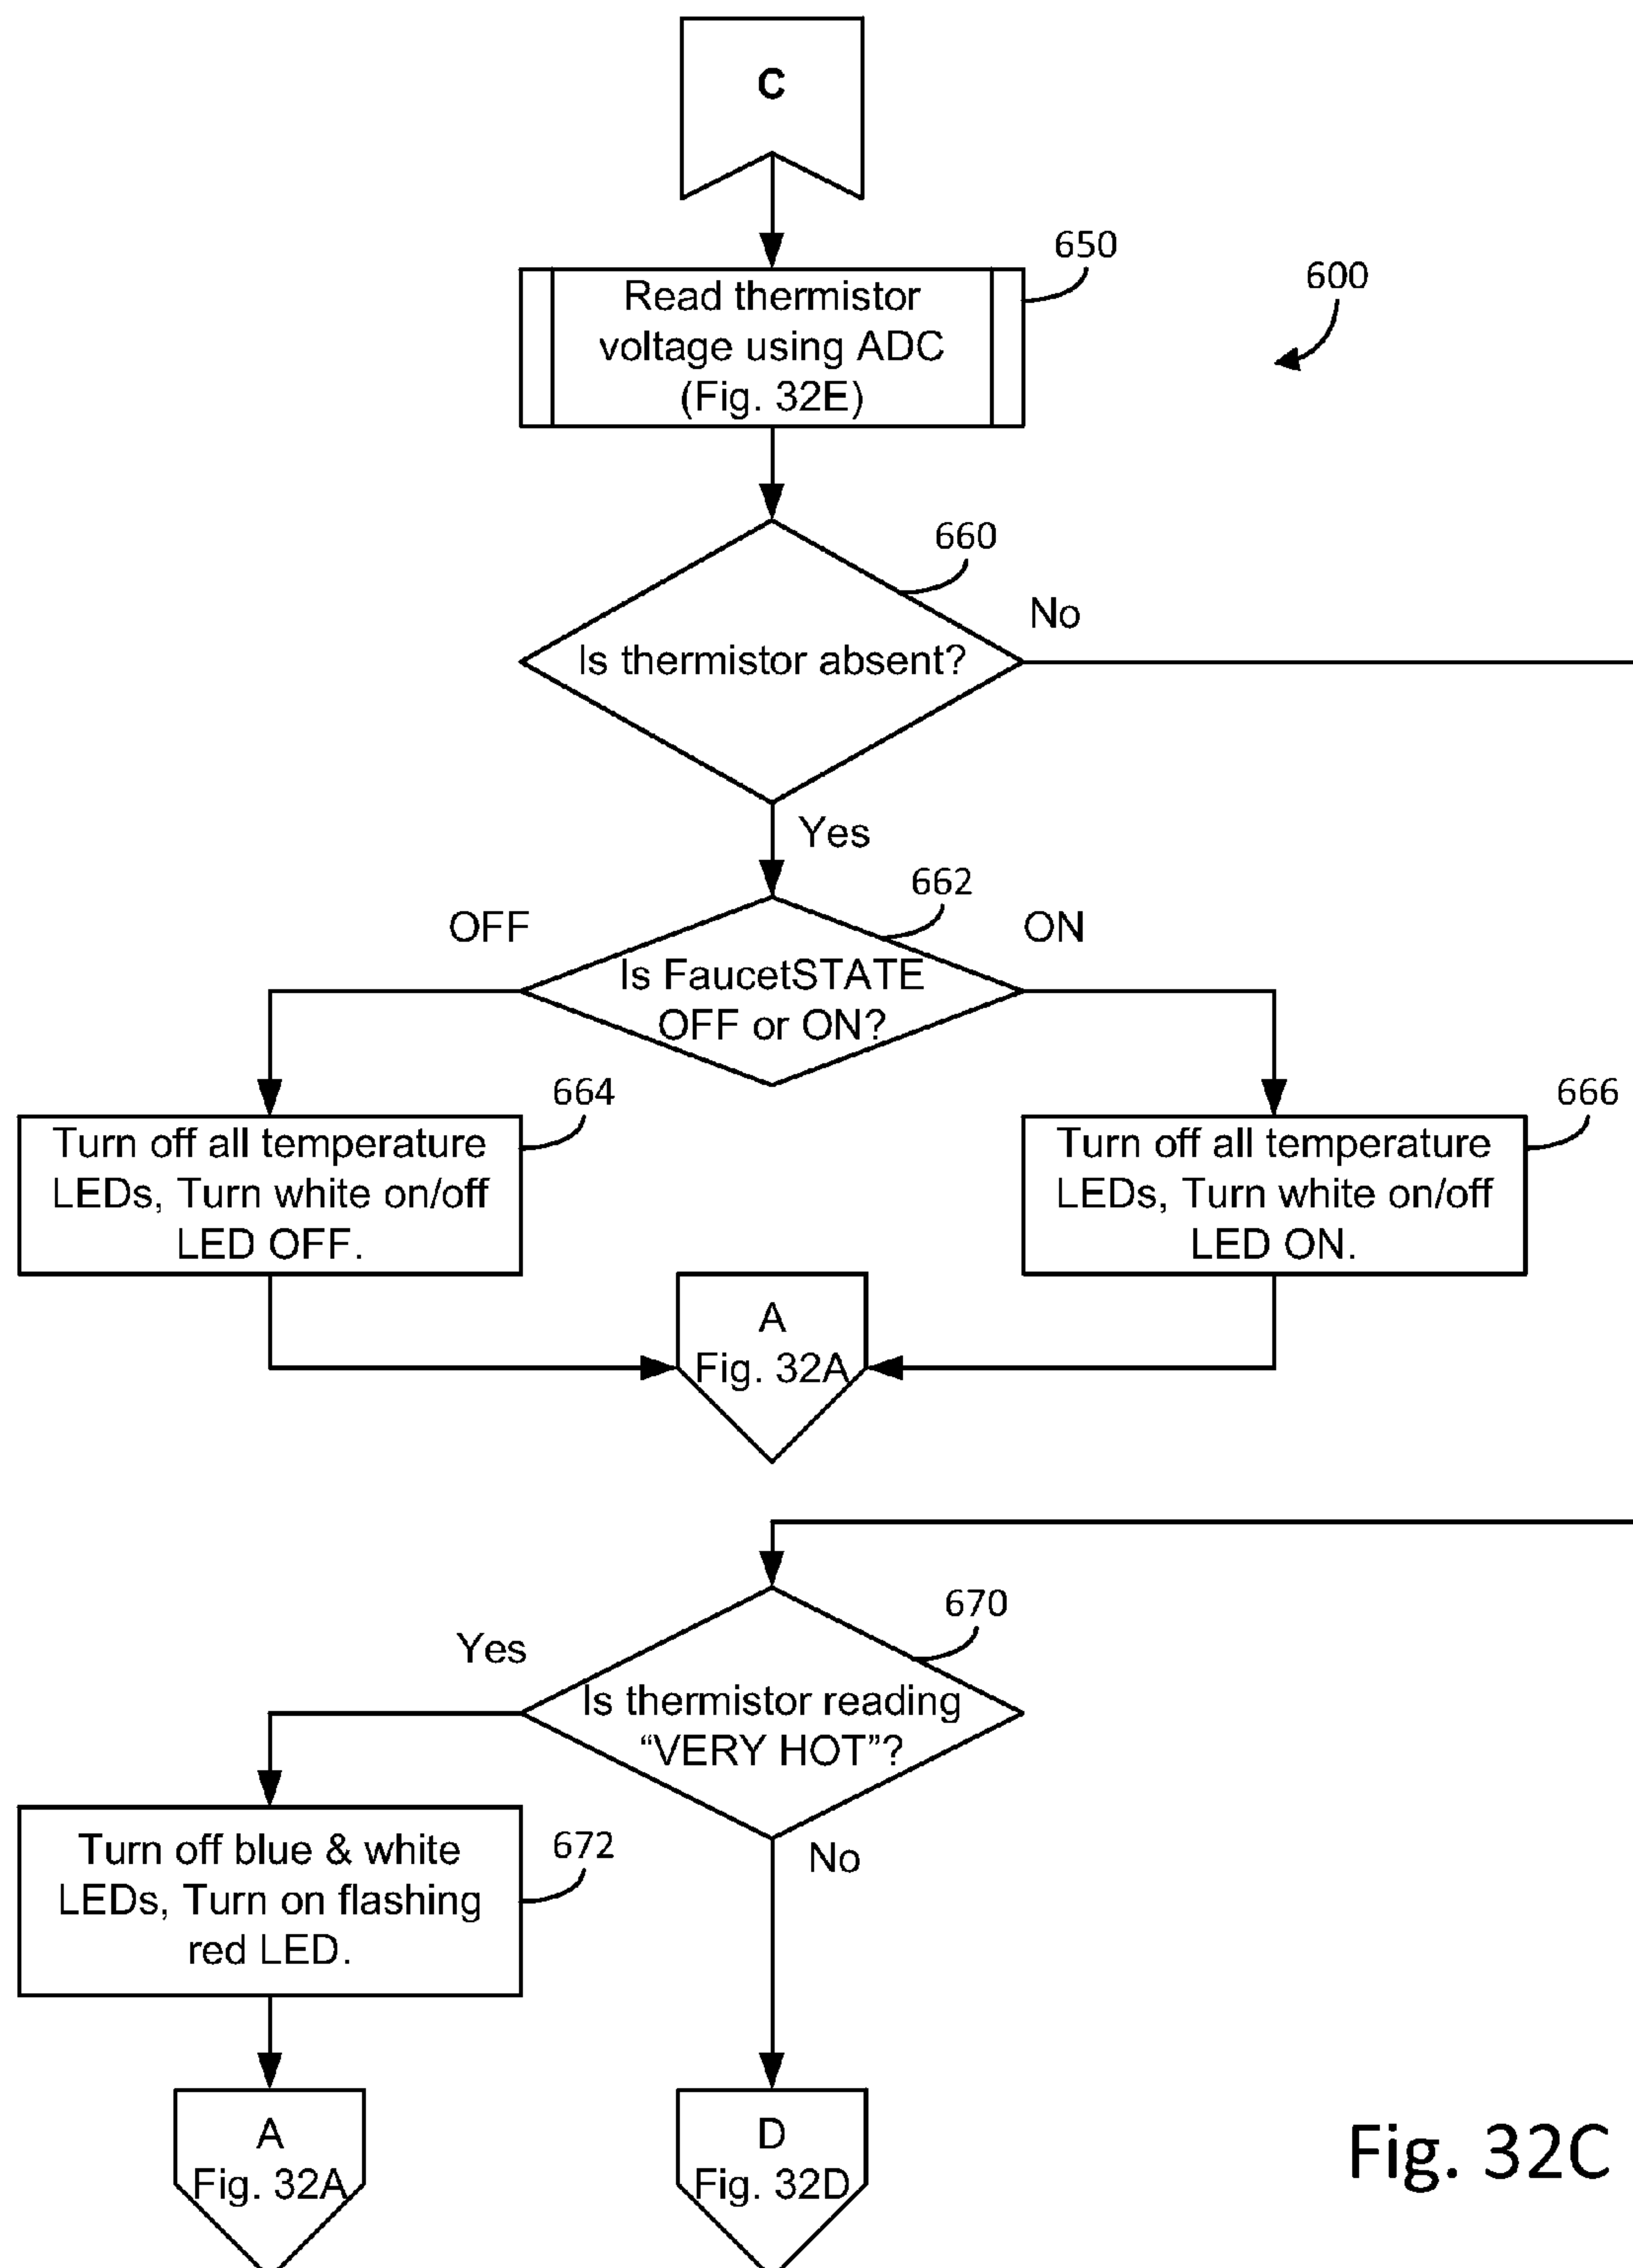 C
650
Read thermistor
voltage using ADC
(Fig. 32E)
600
660
No
Is thermistor absent?
Yes
662
OFF
ON
Is FaucetSTATE
OFF or ON?
664
Turn off all temperature
LEDs, Turn white on/off
LED OFF.
666
Turn off all temperature
LEDs, Turn white on/off
LED ON.
A
Fig. 32A
670
Yes
Is thermistor reading
“VERY HOT”?
672
No
Turn off blue & white
LEDs, Turn on flashing
red LED.
A
Fig. 32A
D
Fig. 32D
Fig. 32C